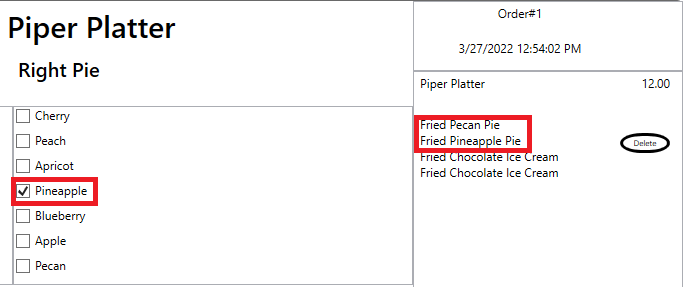 Piper Platter
Right Pie
Cherry
Peach
Apricot
Pineapple
Blueberry
Apple
Pecan
Order#1
3/27/2022 12:54:02 PM
Piper Platter 12.00
Fried Pecan Pie
Fried Pineapple Pie
Delete
Fried Chocolate Ice Cream
Fried Chocolate Ice Cream